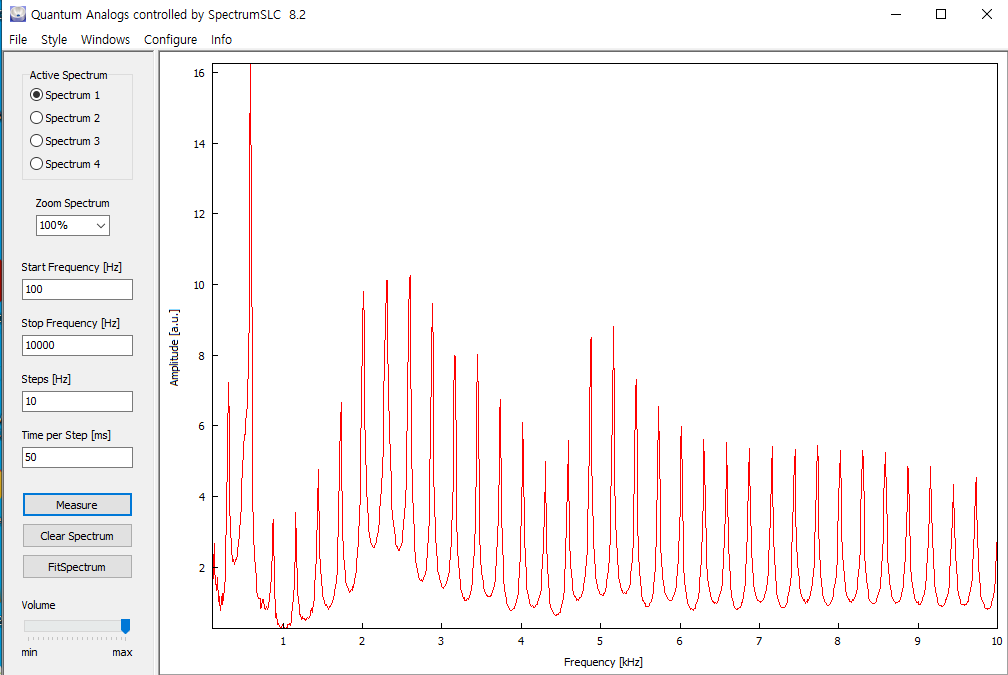 Quantum Analogs controlled by SpectrumSLC  8.2
File Style Windows Configure Info
Active Spectrum
Spectrum 1
Spectrum 2
Spectrum 3
Spectrum 4
Zoom Spectrum
100%
Start Frequency [Hz]
100
Stop Frequency [Hz]
10000
Steps [Hz]
10
Time per Step [ms]
50
Measure
Clear Spectrum
FitSpectrum
Volume
min max
16
14
12
10
8
6
4
2
Amplitude [a.u.]
1 2 3 4 5 6 7 8 9 10
Frequency [kHz]